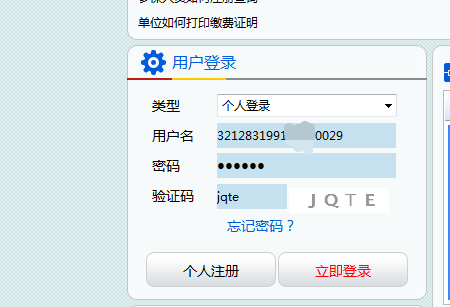 单位如何打印缴费证明
用户登录
类型 个人登录
用户名 3212831991 0029
密码 ●●●●●●
验证码 jqte JQTE
忘记密码？
个人注册 立即登录